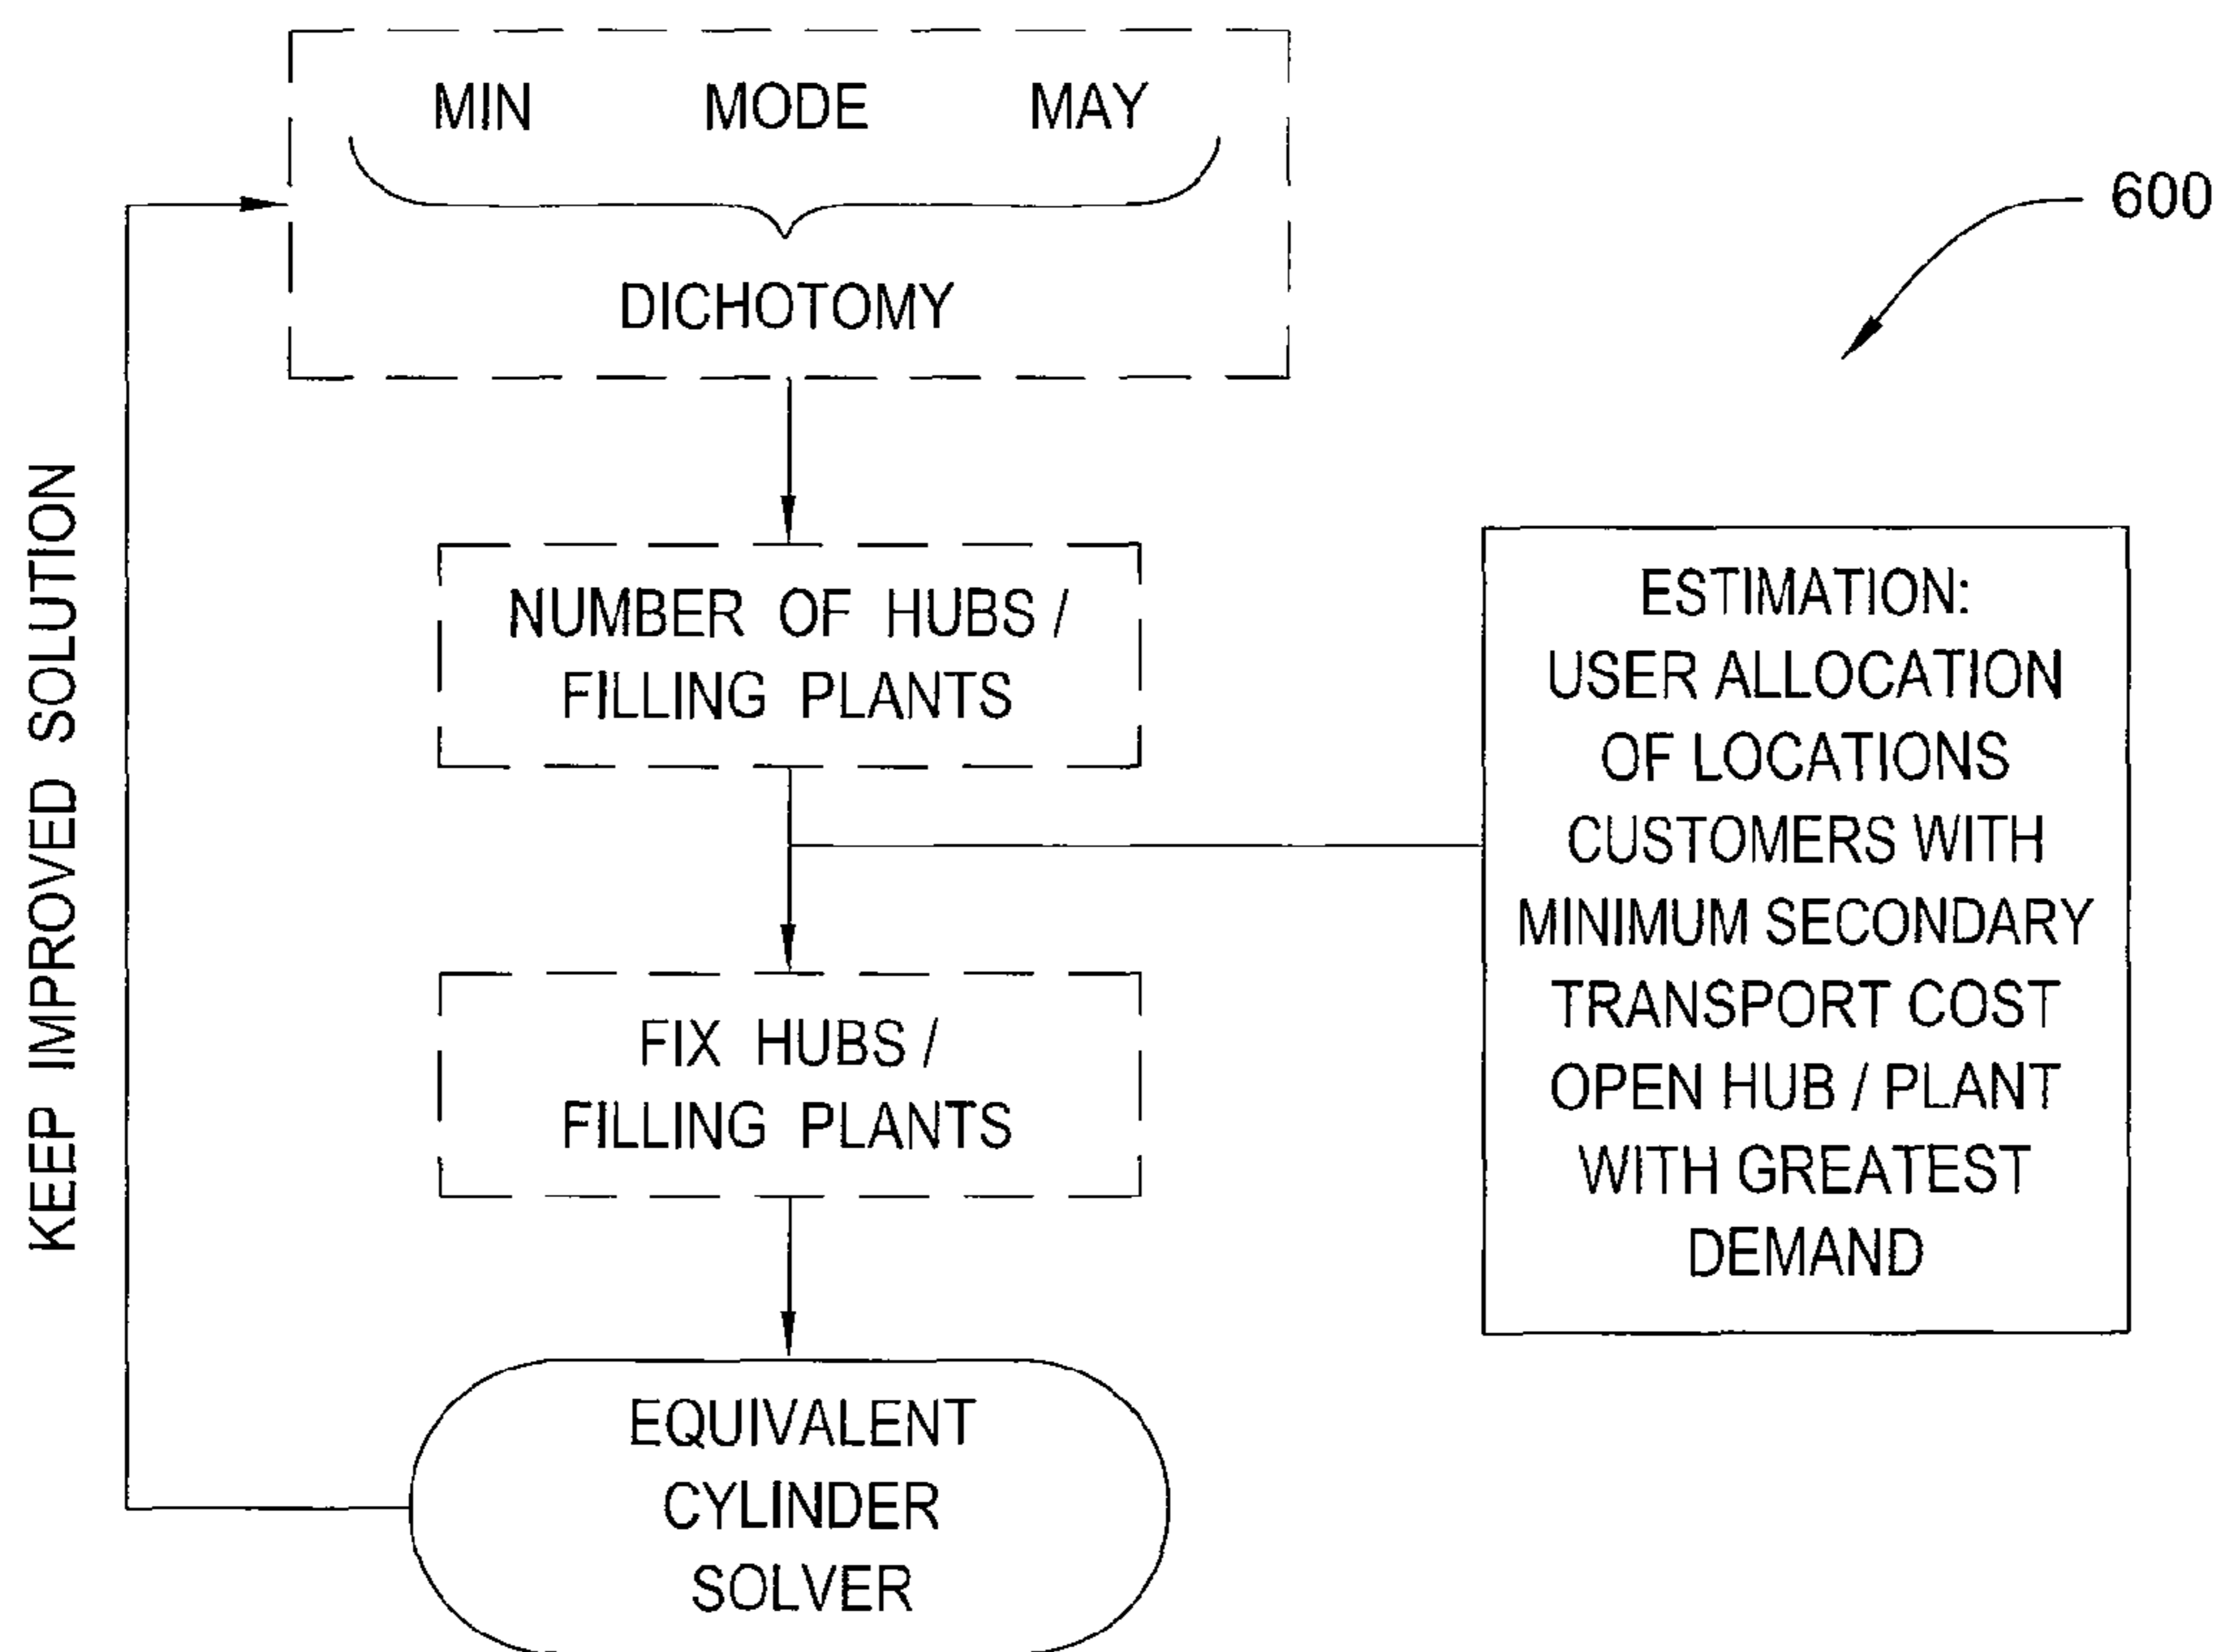 MIN MODE MAY
DICHOTOMY
600
KEEP IMPROVED SOLUTION
NUMBER OF HUBS /
FILLING PLANTS
FIX HUBS /
FILLING PLANTS
EQUIVALENT
CYLINDER
SOLVER
ESTIMATION:
USER ALLOCATION
OF LOCATIONS
CUSTOMERS WITH
MINIMUM SECONDARY
TRANSPORT COST
OPEN HUB / PLANT
WITH GREATEST
DEMAND